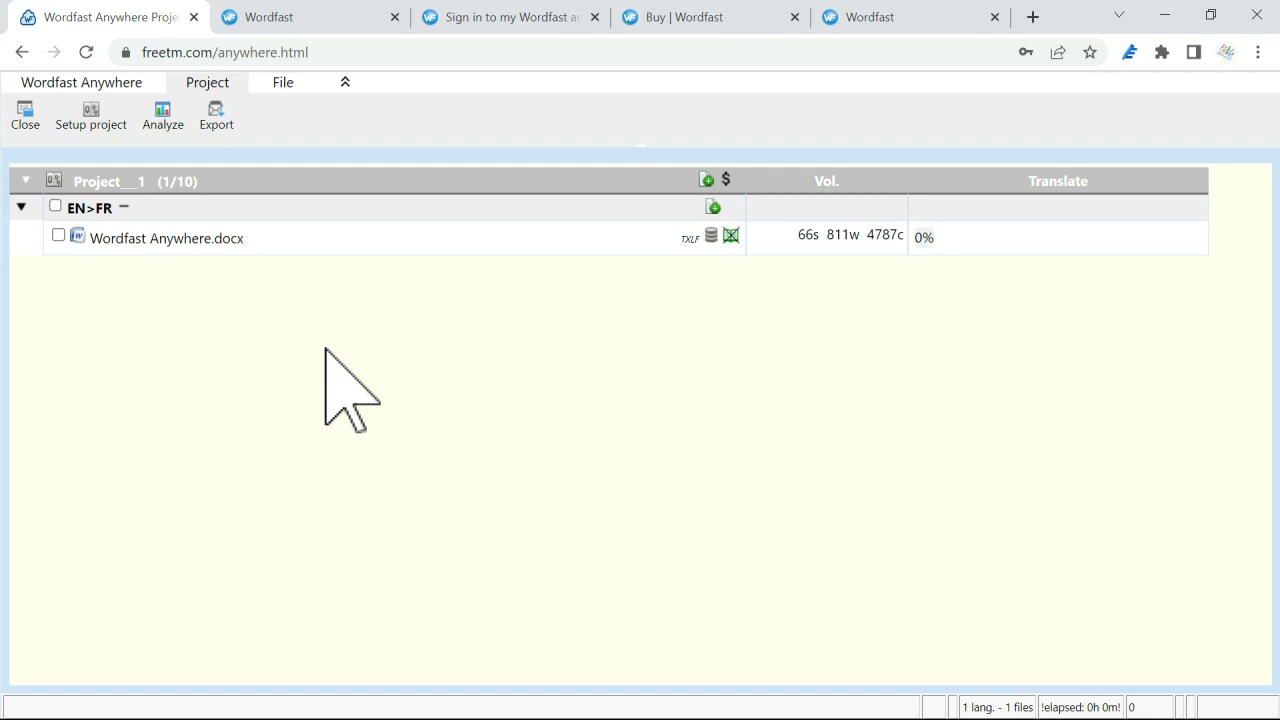 Wordfast Anywhere Proje
Wordfast
Sign in to my Wordfast ac
Buy | Wordfast
Wordfast
freetm.com/anywhere.html
Wordfast Anywhere Project File
Close Setup project Analyze Export
Project__1 (1/10) $ Vol. Translate
EN>FR
Wordfast Anywhere.docx TXLF 66s 811w 4787c 0%
1 lang. - 1 files !elapsed: 0h 0m! 0